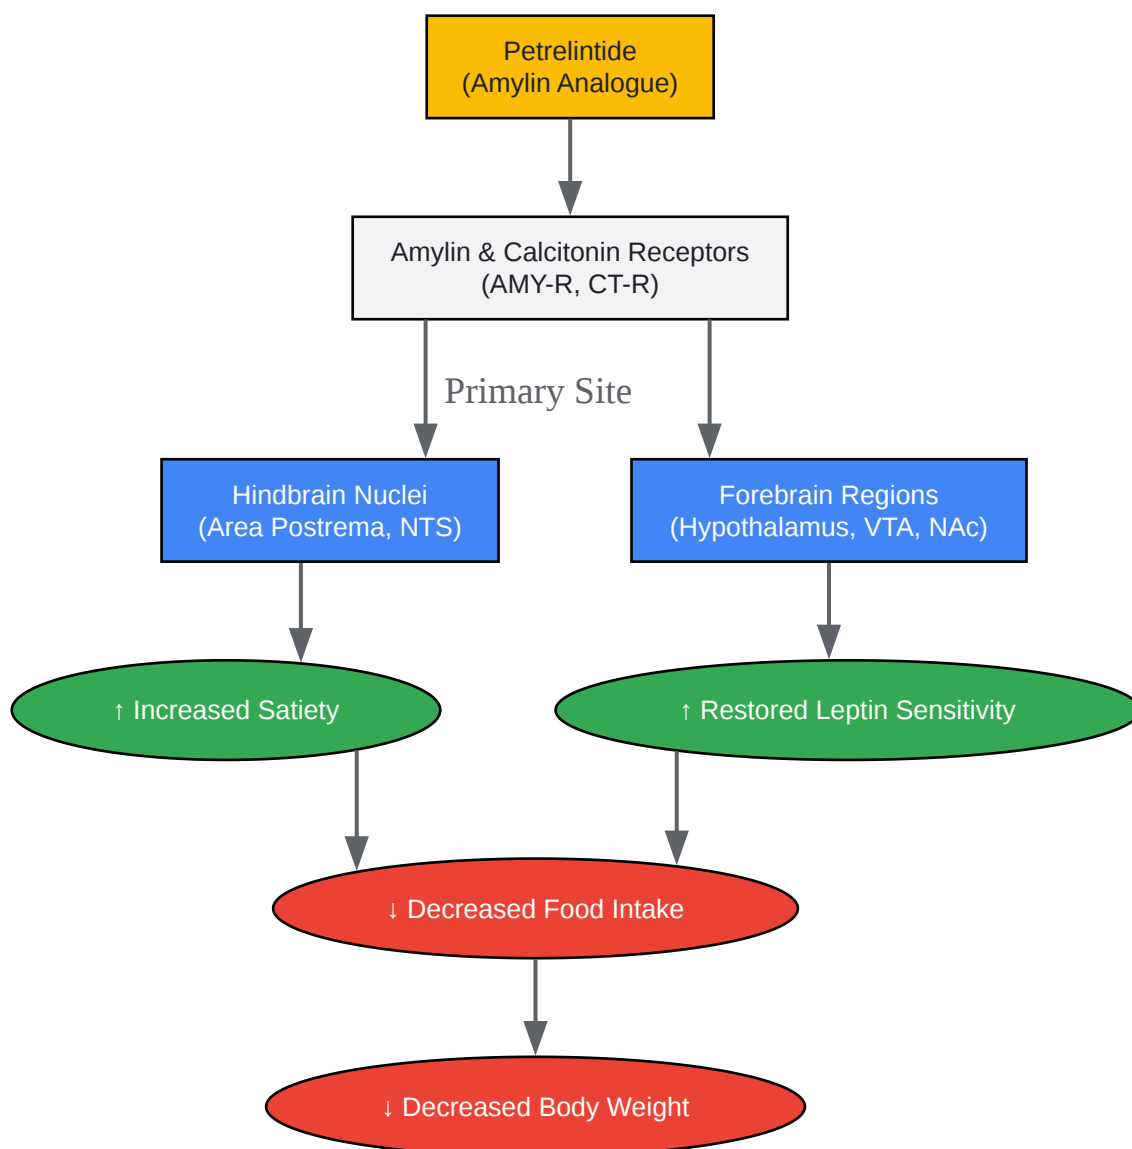 Petrelintide
(Amylin Analogue)
Amylin & Calcitonin Receptors
(AMY-R, CT-R)
Primary Site
Hindbrain Nuclei
(Area Postrema, NTS)
Forebrain Regions
(Hypothalamus, VTA, NAc)
↑ Increased Satiety
↑ Restored Leptin Sensitivity
↓ Decreased Food Intake
↓ Decreased Body Weight